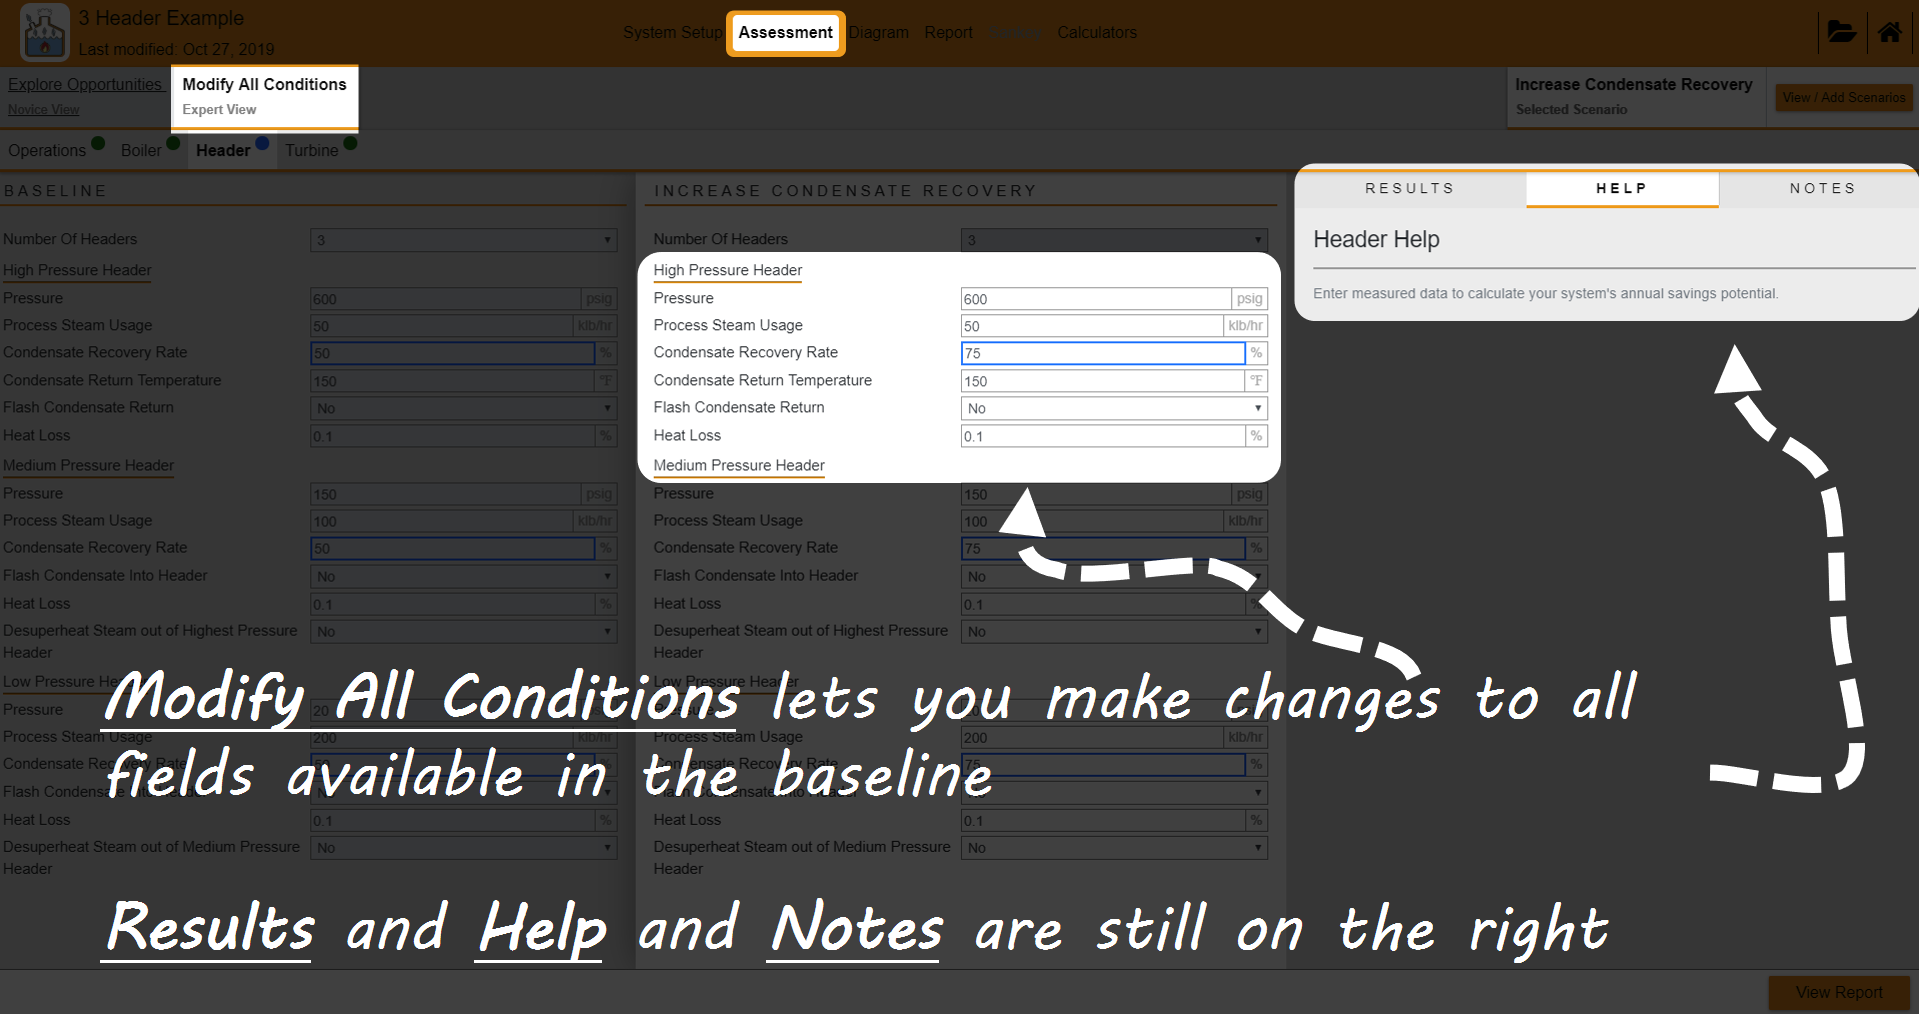 3 Header Example
Last modified: Oct 27, 2019
System Setup Assessment Diagram Report Calculators
Explore Opportunities
Novice View
Modify All Conditions
Expert View
Increase Condensate Recovery
Selected Scenario
View / Add Scenarios
Operations Boiler Header Turbine
BASELINE
Number Of Headers 3
High Pressure Header
Pressure 600 psig
Process Steam Usage 50 klb/hr
Condensate Recovery Rate 50 %
Condensate Return Temperature 150 °F
Flash Condensate Return No
Heat Loss 0.1 %
Medium Pressure Header
Pressure 150 psig
Process Steam Usage 100 klb/hr
Condensate Recovery Rate 50 %
Flash Condensate Into Header No
Heat Loss 0.1 %
Desuperheat Steam out of Highest Pressure Header No
Low Pressure Header
Pressure 20
Process Steam Usage 200 klb/hr
Condensate Recovery Rate %
Flash Condensate Into Header
Heat Loss 0.1 %
Desuperheat Steam out of Medium Pressure Header No
INCREASE CONDENSATE RECOVERY
Number Of Headers 3
High Pressure Header
Pressure 600 psig
Process Steam Usage 50 klb/hr
Condensate Recovery Rate 75 %
Condensate Return Temperature 150 °F
Flash Condensate Return No
Heat Loss 0.1 %
Medium Pressure Header
Pressure 150 psig
Process Steam Usage 100 klb/hr
Condensate Recovery Rate 75 %
Flash Condensate Into Header No
Heat Loss 0.1 %
Desuperheat Steam out of Highest Pressure Header No
Low Pressure Header
Pressure
Process Steam Usage 200 klb/hr
Condensate Recovery Rate 75 %
Flash Condensate Into Header
Heat Loss 0.1 %
Desuperheat Steam out of Medium Pressure Header No
RESULTS HELP NOTES
Header Help
Enter measured data to calculate your system's annual savings potential.
Modify All Conditions lets you make changes to all
fields available in the baseline
Results and Help and Notes are still on the right
View Report